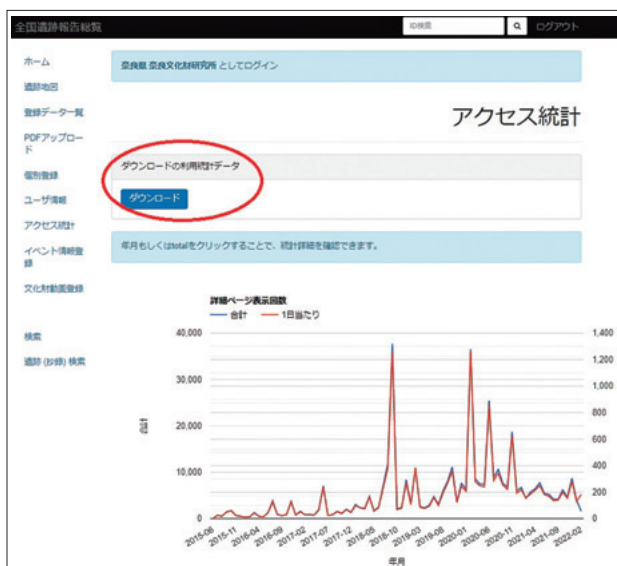 全国遺跡報告総覧
ID検索
ログアウト
ホーム
遺跡地図
登録データ一覧
PDFアップロー
ド
個別登録
ユーザ情報
アクセス統計
イベント情報登
録
文化財動画登録
検索
遺跡 (抄録) 検索
奈良県 奈良文化財研究所 としてログイン
アクセス統計
ダウンロードの利用統計データ
ダウンロード
年月もしくはtotalをクリックすることで、統計詳細を確認できます。
詳細ページ表示回数
合計
1日当たり
40,000
30,000
20,000
10,000
0
合計
1,400
1,200
1,000
800
600
400
200
0
2015-06
2015-11
2016-04
2016-09
2017-02
2017-07
2017-12
2018-05
2018-10
2019-03
2019-08
2020-01
2020-06
2020-11
2021-04
2021-09
2022-02
年月